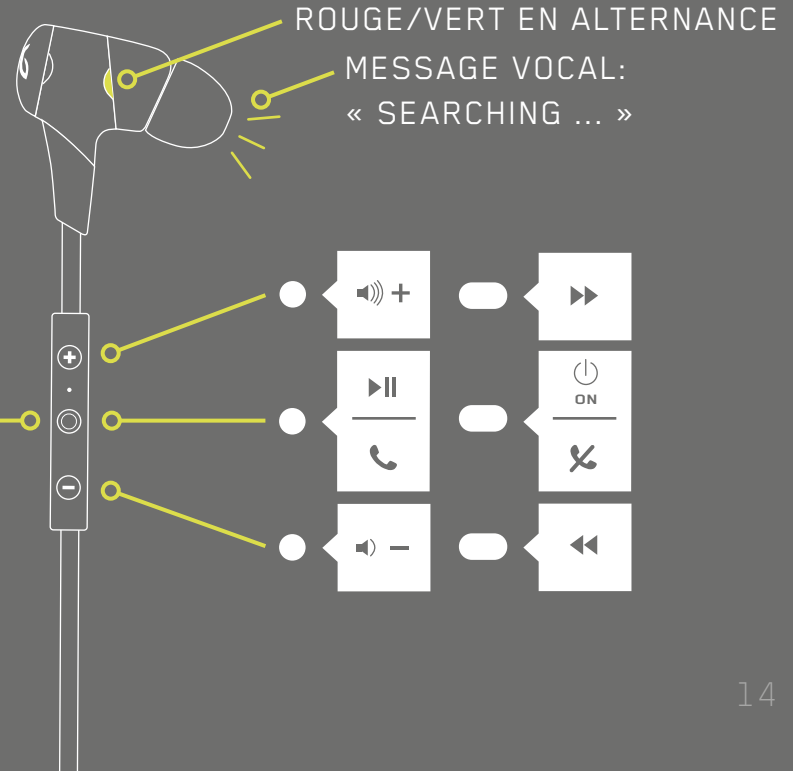 ROUGE/VERT EN ALTERNANCE
MESSAGE VOCAL:
« SEARCHING ... »
ON
14